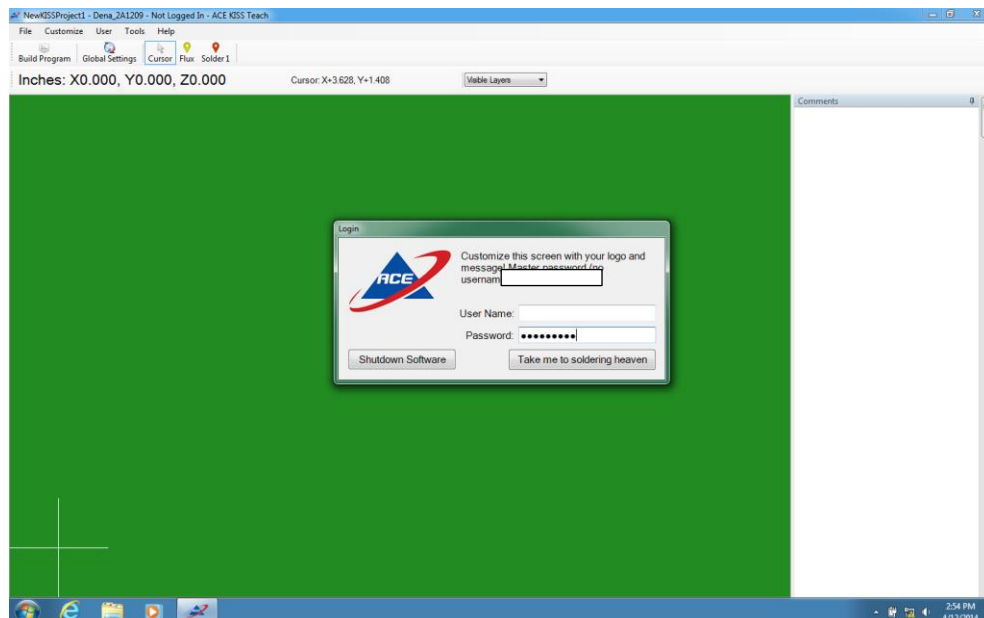 NewKISSProject1 - Dena_2A1209 - Not Logged In - ACE KISS Teach
File Customize User Tools Help
Build Program Global Settings Cursor Flux Solder 1
Inches: X0.000, Y0.000, Z0.000 Cursor: X+3.628, Y+1.408 Visible Layers
Comments
Login
ACE
Customize this screen with your logo and
message! Master password (no
usernam
User Name:
Password: ●●●●●●●●●
Shutdown Software Take me to soldering heaven
2:54 PM
4/12/2014